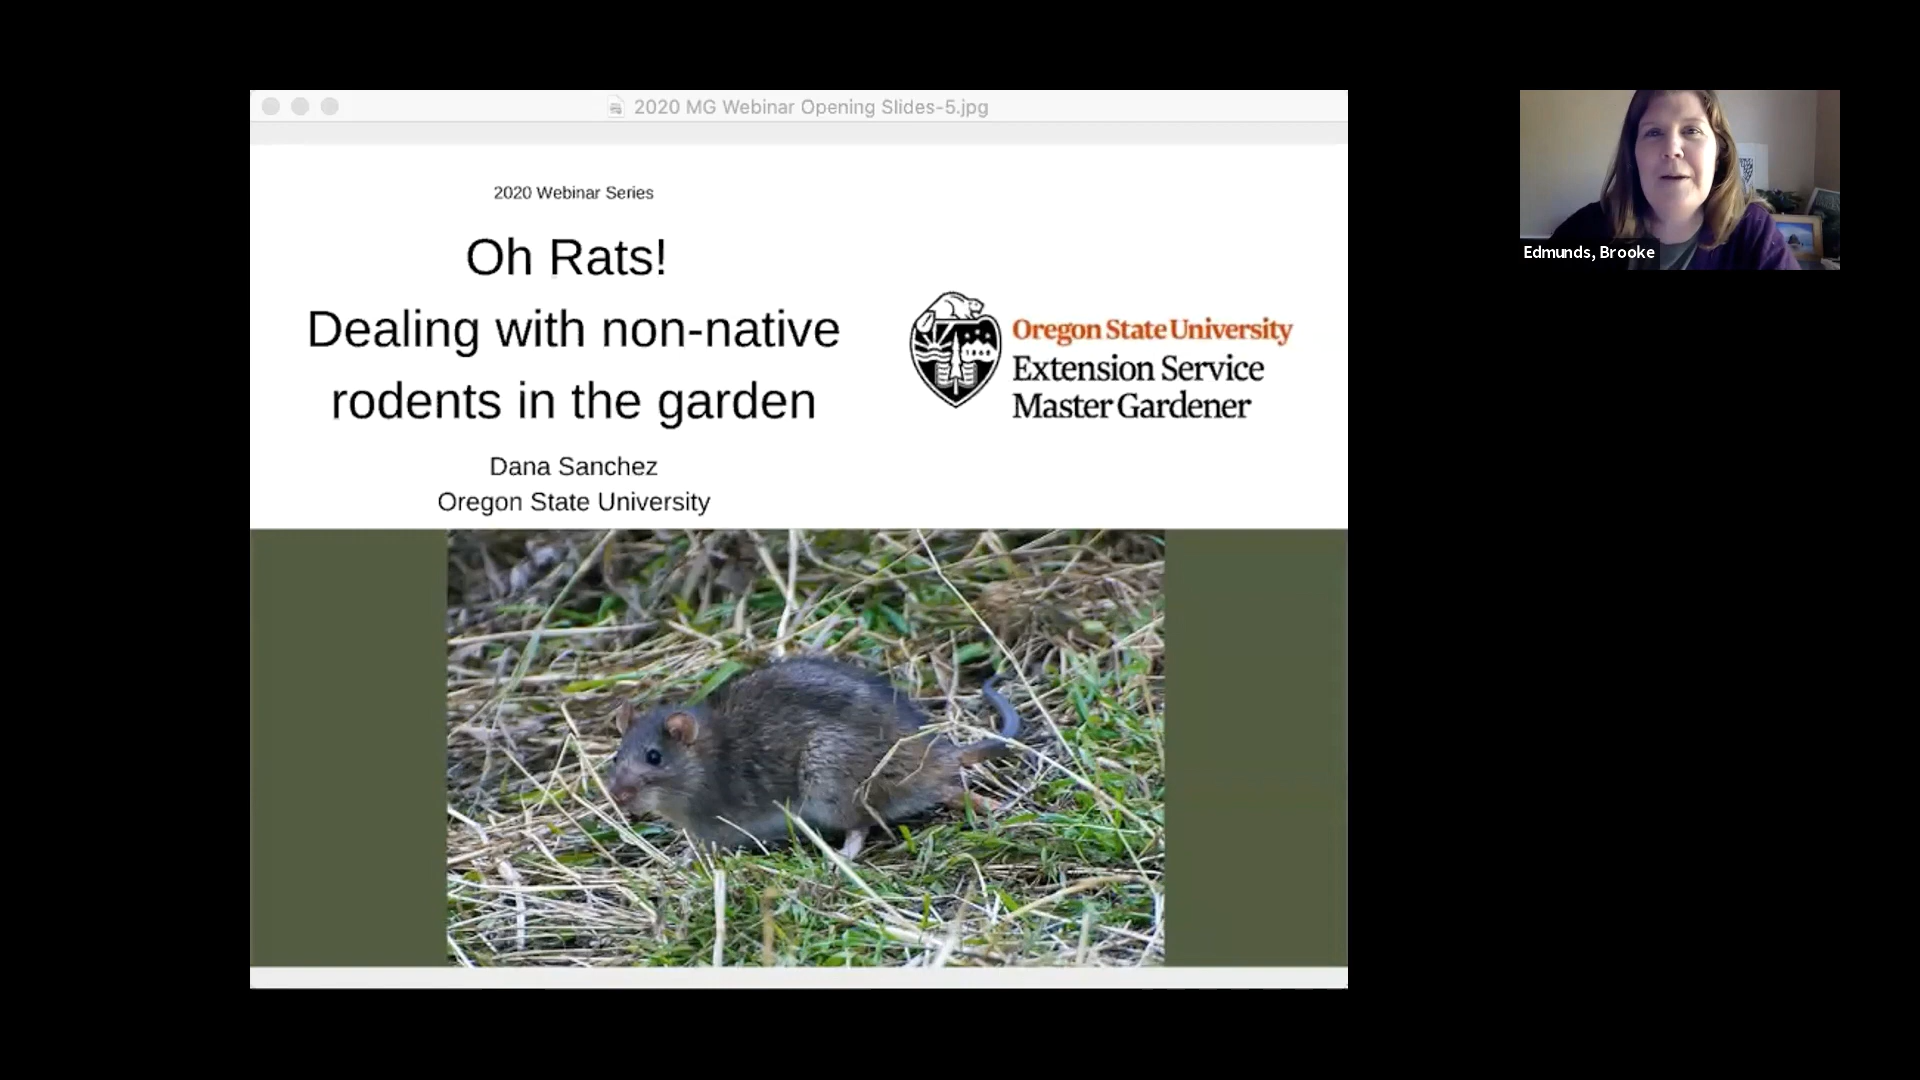 2020 MG Webinar Opening Slides-5.jpg
2020 Webinar Series
Oh Rats!
Dealing with non-native
rodents in the garden
Dana Sanchez
Oregon State University
Oregon State University
Extension Service
Master Gardener
Edmunds, Brooke